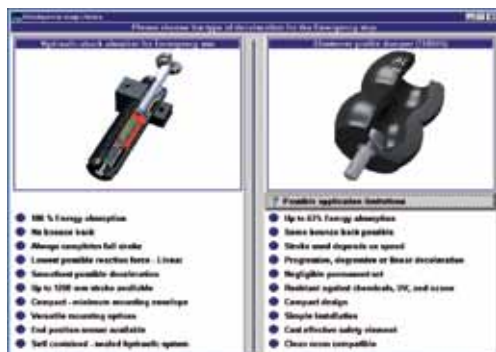 Please choose the type of deceleration for the Emergency stop
Hydraulic shock absorber for Emergency use
Elastomer profile damper (TUBUS)
? Possible application limitations
100 % Energy absorption
No bounce back
Always completes full stroke
Lowest possible reaction force - Linear
Smoothest possible deceleration
Up to 1200 mm stroke available
Compact - minimum mounting envelope
Versatile mounting options
End position sensor available
Self contained - sealed hydraulic system
Up to 63% Energy absorption
Some bounce back possible
Stroke used depends on speed
Progressive, degressive or linear deceleration
Negligible permanent set
Resistant against chemicals, UV, and ozone
Compact design
Simple installation
Cost effective safety element
Clean room compatible